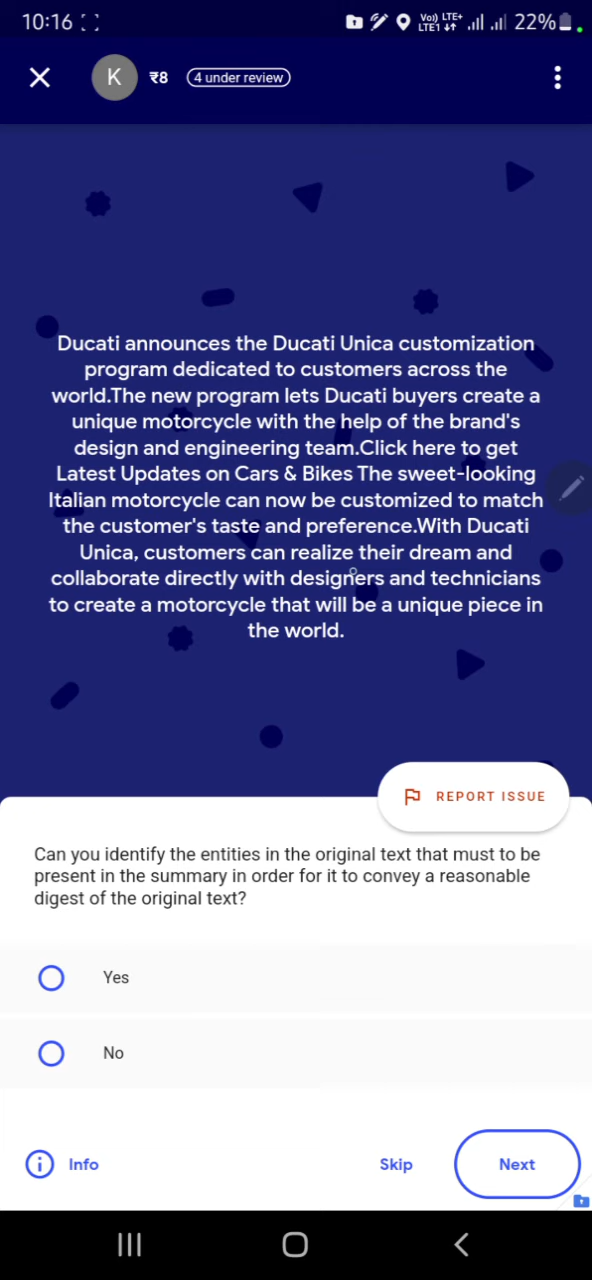 10:16
Vo)) LTE+
LTE1
22%
K
₹8
4 under review
Ducati announces the Ducati Unica customization
program dedicated to customers across the
world.The new program lets Ducati buyers create a
unique motorcycle with the help of the brand's
design and engineering team.Click here to get
Latest Updates on Cars & Bikes The sweet-looking
Italian motorcycle can now be customized to match
the customer's taste and preference.With Ducati
Unica, customers can realize their dream and
collaborate directly with designers and technicians
to create a motorcycle that will be a unique piece in
the world.
REPORT ISSUE
Can you identify the entities in the original text that must to be
present in the summary in order for it to convey a reasonable
digest of the original text?
Yes
No
Info
Skip
Next